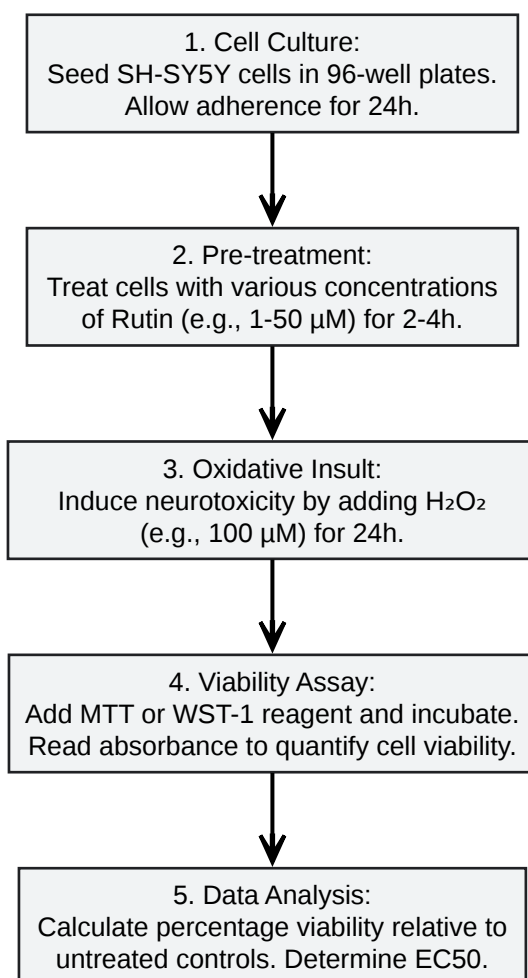 1. Cell Culture:
Seed SH-SY5Y cells in 96-well plates.
Allow adherence for 24h.
2. Pre-treatment:
Treat cells with various concentrations
of Rutin (e.g., 1-50 µM) for 2-4h.
3. Oxidative Insult:
Induce neurotoxicity by adding H₂O₂
(e.g., 100 µM) for 24h.
4. Viability Assay:
Add MTT or WST-1 reagent and incubate.
Read absorbance to quantify cell viability.
5. Data Analysis:
Calculate percentage viability relative to
untreated controls. Determine EC50.